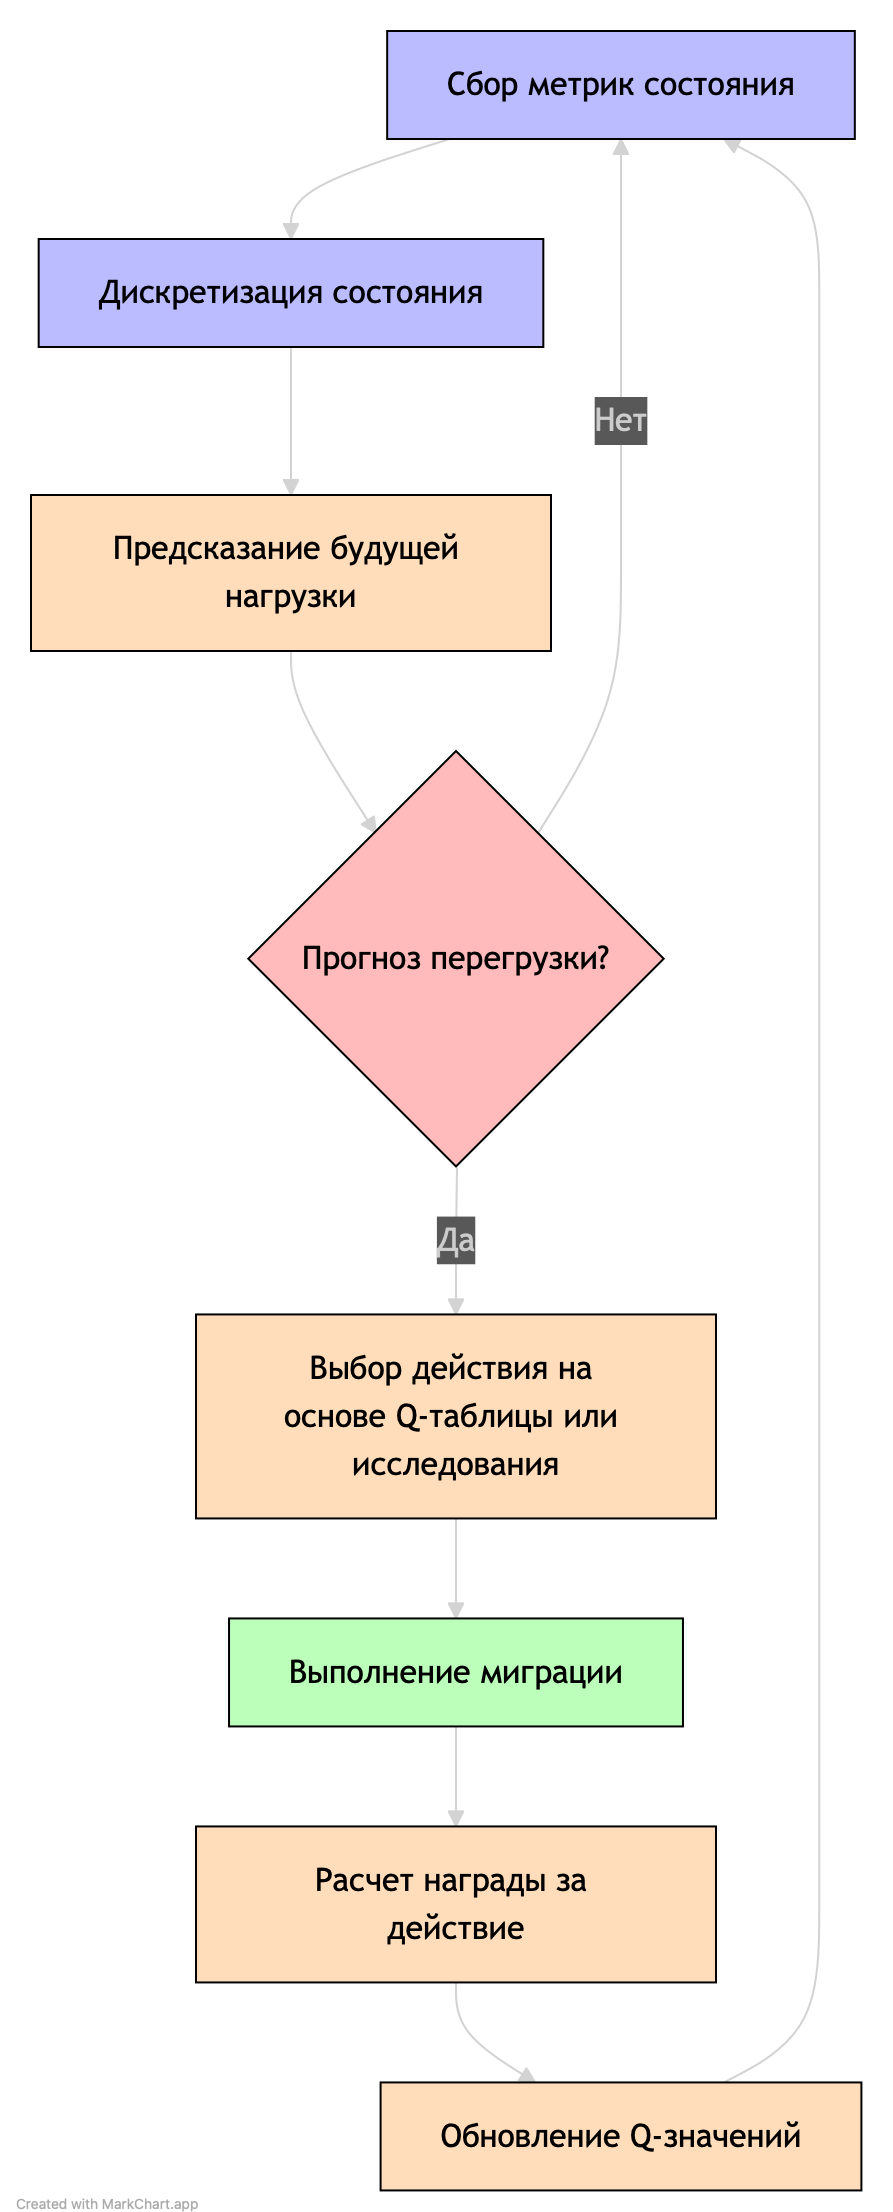 Сбор метрик состояния
Дискретизация состояния
Нет
Предсказание будущей
нагрузки
Прогноз перегрузки?
Да
Выбор действия на
основе Q-таблицы или
исследования
Выполнение миграции
Расчет награды за
действие
Обновление Q-значений
Created with MarkChart.app